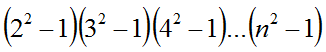 (2² − 1)(3² − 1)(4² − 1)...(n² − 1)